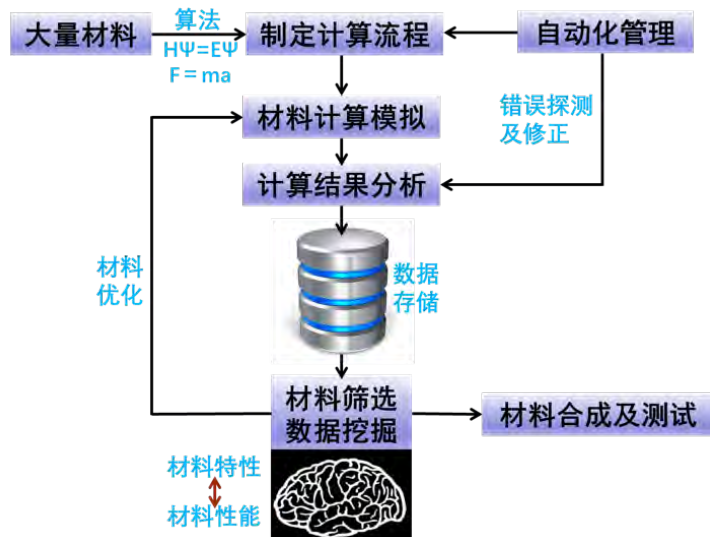 大量材料
算法
HΨ=EΨ
F=ma
制定计算流程
自动化管理
材料计算模拟
错误探测
及修正
计算结果分析
材料
优化
数据
存储
材料筛选
数据挖掘
材料合成及测试
材料特性
材料性能